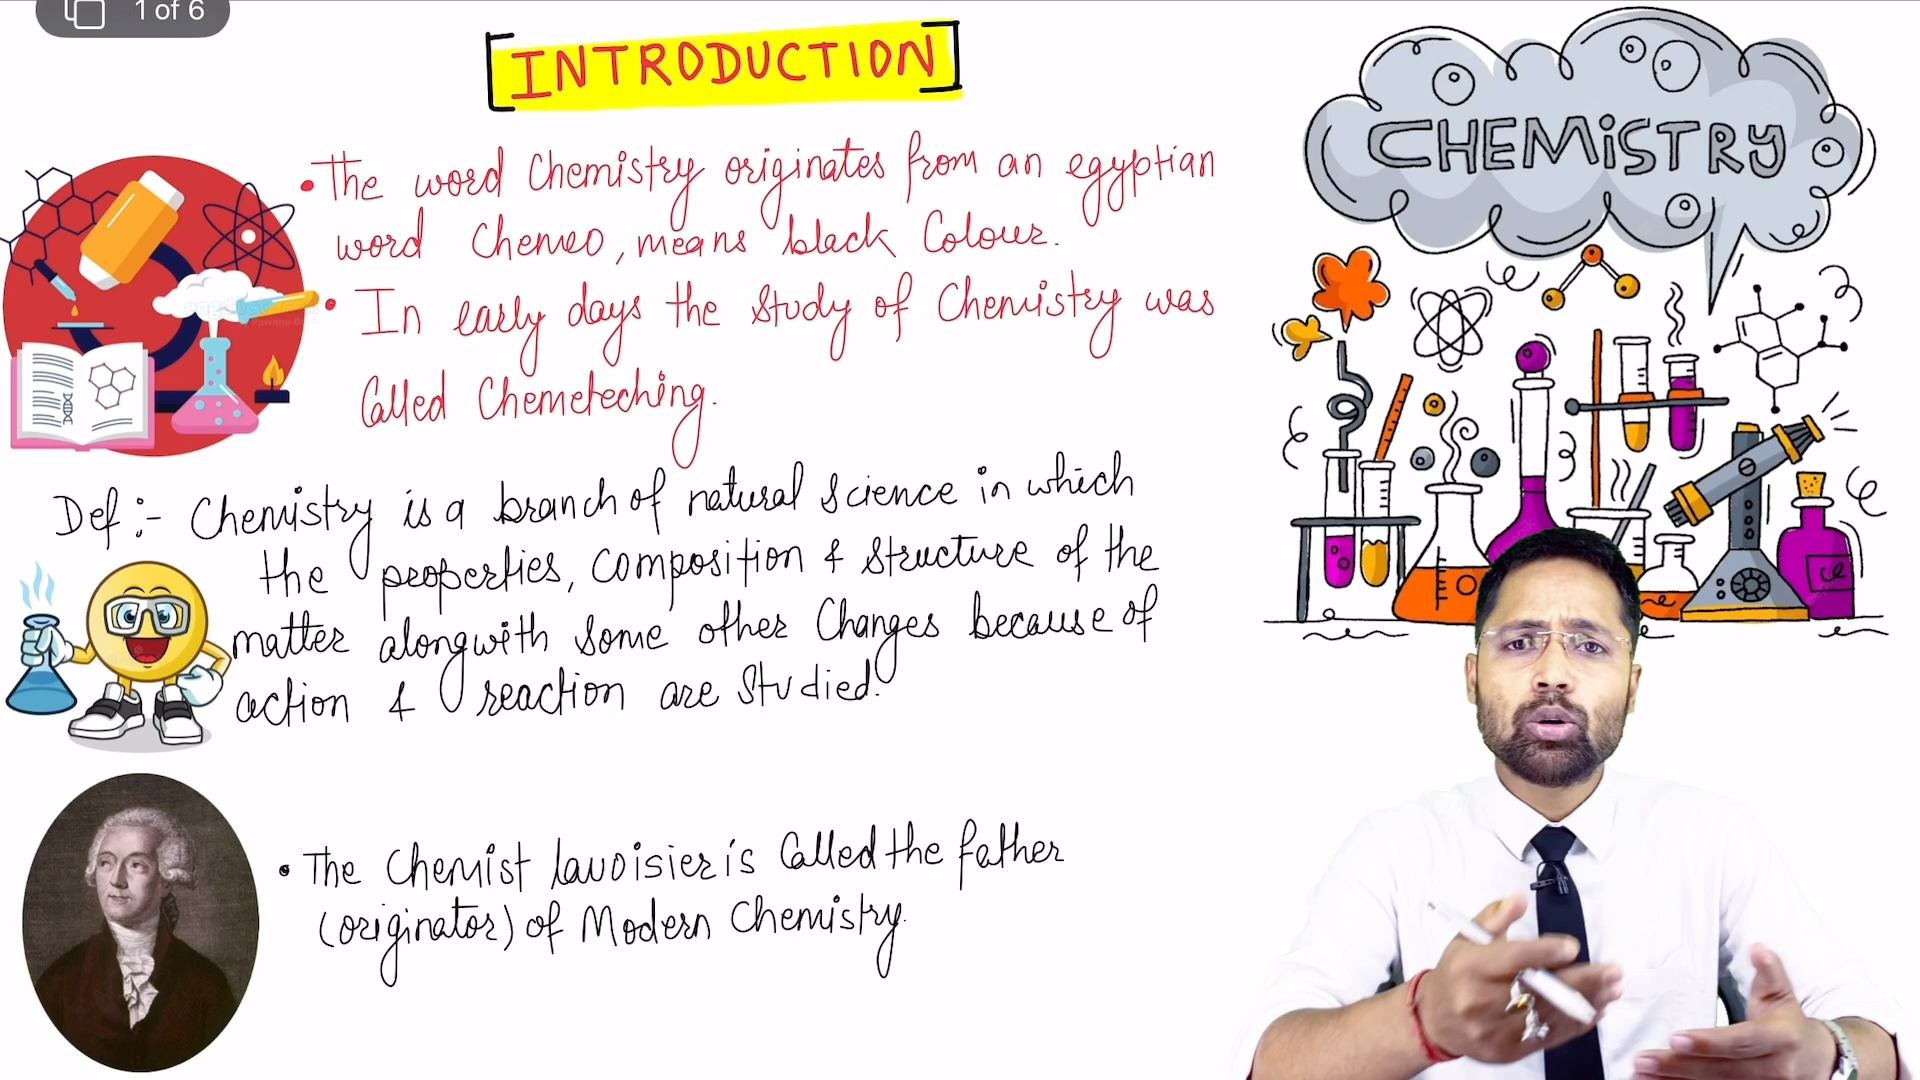 1 of 6
INTRODUCTION
CHEMiSTRY
• The word Chemistry originates from an egyptian
word Chemeo, means black Colour.
• In early days the study of Chemistry was
Called Chemeteching.
Def :- Chemistry is a branch of natural science in which
the properties, Composition & structure of the
matter alongwith some other Changes because of
action & reaction are Studied.
• The Chemist lavoisier is Called the father
(originator) of Modern Chemistry.